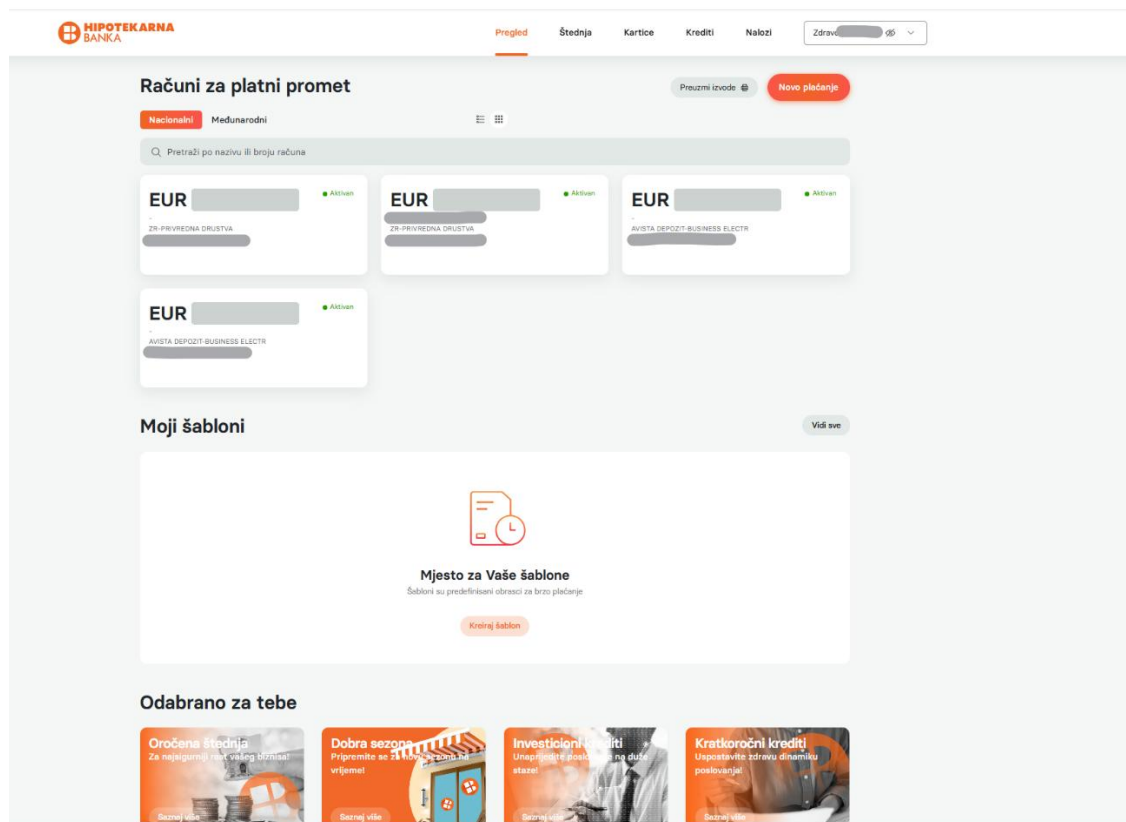 HIPOTEKARNA
BANKA
Pregled Štednja Kartice Krediti Nalozi Zdravo
Računi za platni promet
Preuzmi izvode Novo plaćanje
Nacionalni Međunarodni
Pretraži po nazivu ili broju računa
EUR Aktivan
-
ZR-PRIVREDNA DRUSTVA
EUR Aktivan
ZR-PRIVREDNA DRUSTVA
EUR Aktivan
-
AVISTA DEPOZIT-BUSINESS ELECTR
EUR Aktivan
-
AVISTA DEPOZIT-BUSINESS ELECTR
Moji šabloni
Vidi sve
Mjesto za Vaše šablone
Šabloni su predefinisani obrasci za brzo plaćanje
Kreiraj šablon
Odabrano za tebe
Oročena štednja
Za najsigurniji rast vašeg biznisa!
Saznaj više
Dobra sezona
Pripremite se za novu sezonu na
vrijeme!
Saznaj više
Investicioni krediti
Unaprijedite poslovanje na duže
staze!
Saznaj više
Kratkoročni krediti
Uspostavite zdravu dinamiku
poslovanja!
Saznaj više